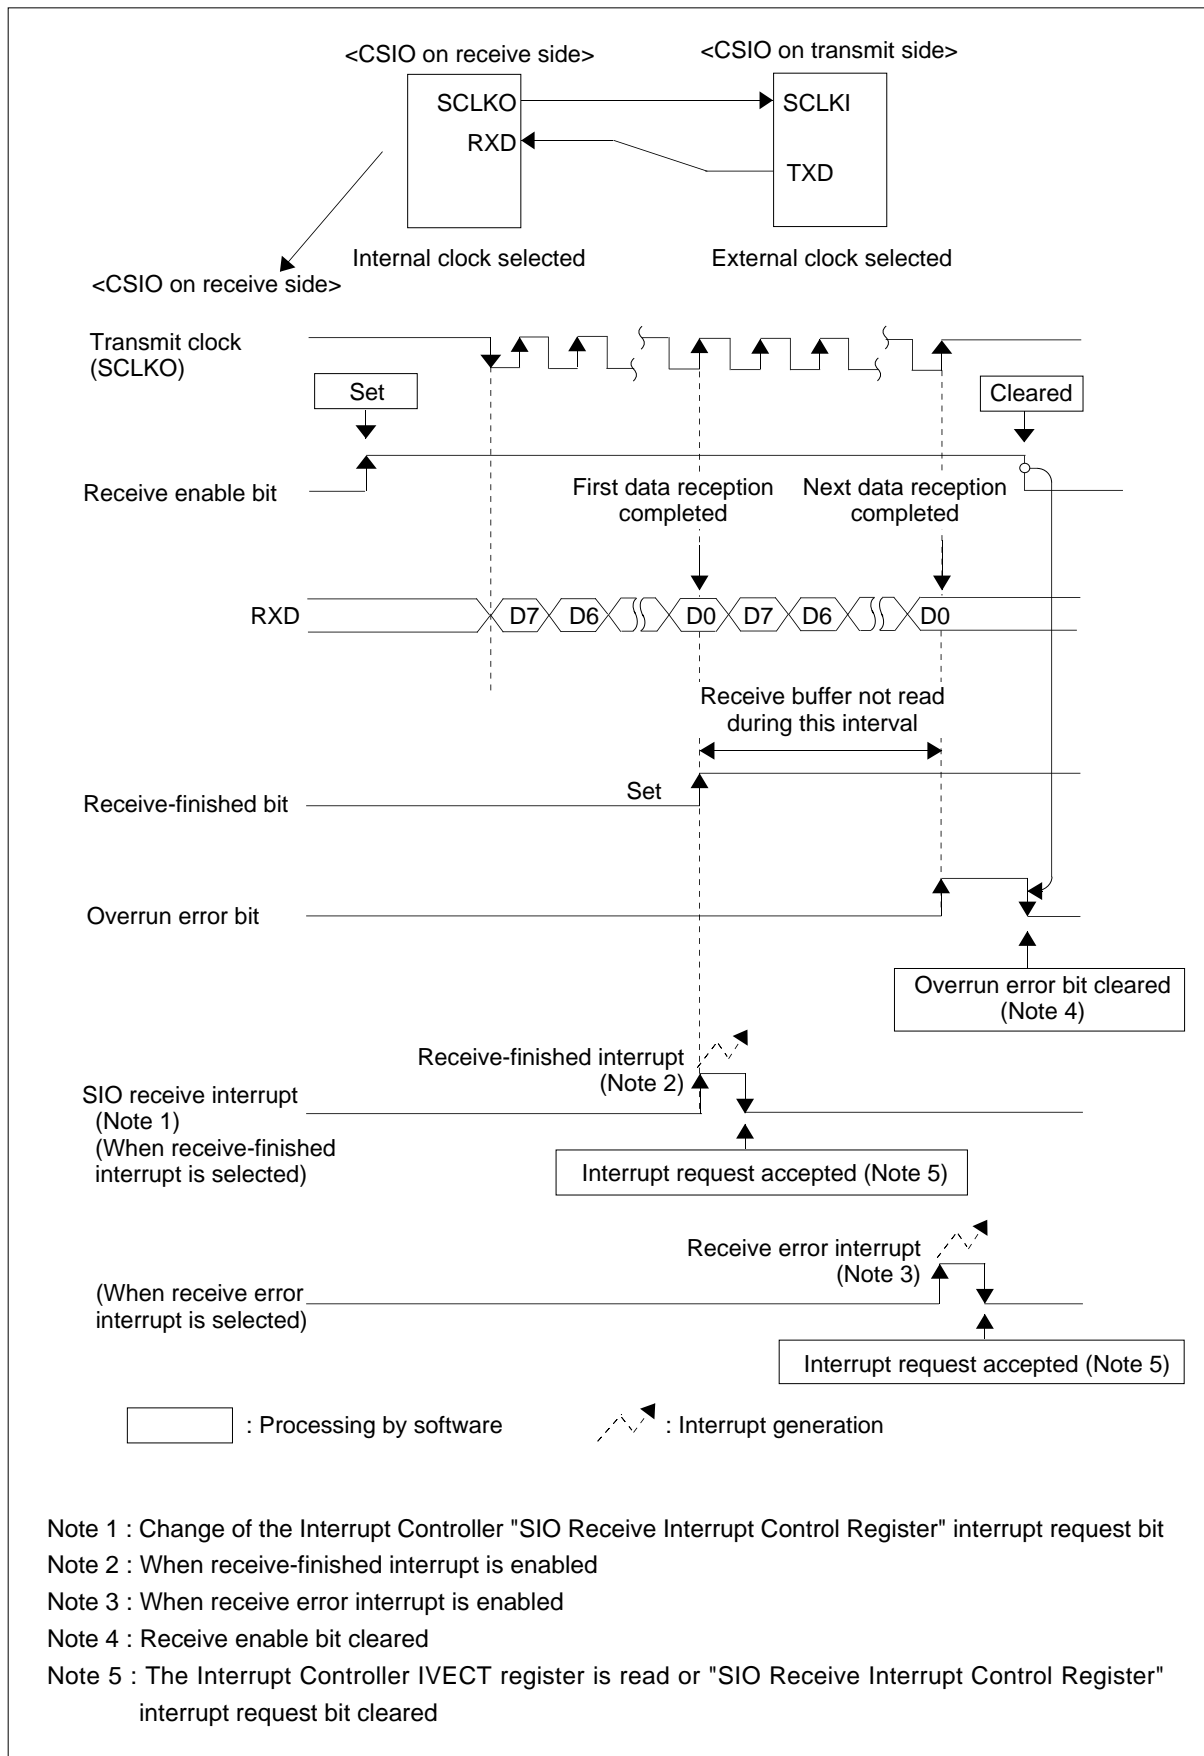 <CSIO on receive side>
<CSIO on transmit side>
SCLKO
SCLKI
RXD
TXD
Internal clock selected
External clock selected
<CSIO on receive side>
Transmit clock
(SCLKO)
Set
Cleared
Receive enable bit
First data reception
completed
Next data reception
completed
RXD
D7
D6
D0
D7
D6
D0
Receive buffer not read
during this interval
Set
Receive-finished bit
Overrun error bit
Overrun error bit cleared
(Note 4)
Receive-finished interrupt
(Note 2)
SIO receive interrupt
(Note 1)
(When receive-finished
interrupt is selected)
Interrupt request accepted (Note 5)
Receive error interrupt
(Note 3)
(When receive error
interrupt is selected)
Interrupt request accepted (Note 5)
: Processing by software
: Interrupt generation
Note 1 : Change of the Interrupt Controller "SIO Receive Interrupt Control Register" interrupt request bit
Note 2 : When receive-finished interrupt is enabled
Note 3 : When receive error interrupt is enabled
Note 4 : Receive enable bit cleared
Note 5 : The Interrupt Controller IVECT register is read or "SIO Receive Interrupt Control Register"
interrupt request bit cleared